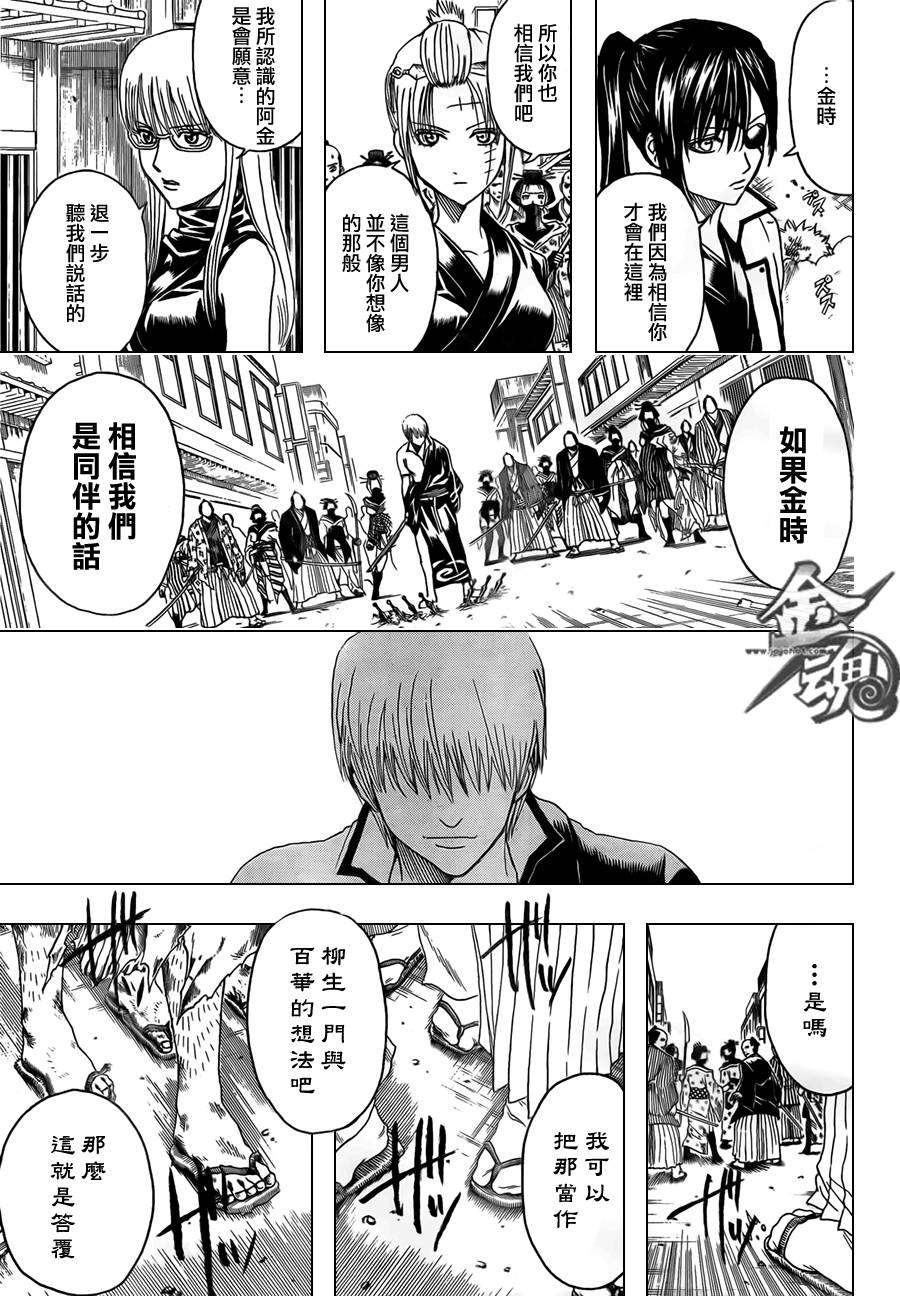 …金時
我們因為相信你
才會在這裡
所以你也
相信我們吧
這個男人
並不像你想像
的那般
我所認識的阿金
是會願意…
退一步
聽我們説話的
如果金時
相信我們
是同伴的話
金魂
www.jojohot.com
…是嗎
我可以
把那當作
柳生一門與
百華的想法吧
那麼
這就是答覆